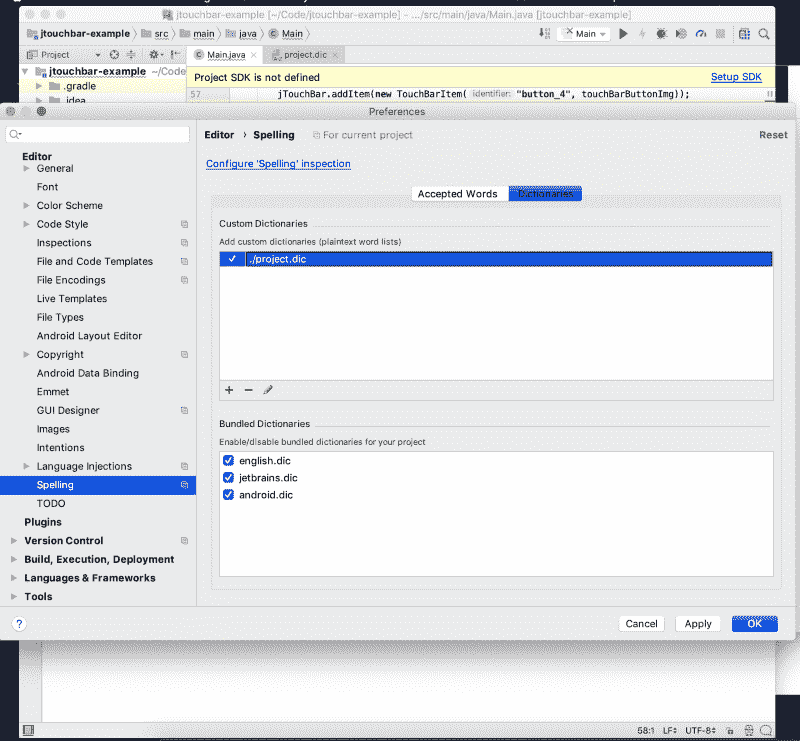 jtouchbar-example [~/Code/jtouchbar-example] - .../src/main/java/Main.java [jtouchbar-example]
jtouchbar-example src main java Main
Main
Project
Main.java
project.dic
jtouchbar-example ~/Code
.gradle
.idea
Project SDK is not defined
Setup SDK
57 jTouchBar.addItem(new TouchBarItem( identifier: "button_4", touchBarButtonImg));
Preferences
Editor › Spelling
For current project
Reset
Configure 'Spelling' inspection
Accepted Words
Dictionaries
Custom Dictionaries
Add custom dictionaries (plaintext word lists)
./project.dic
Bundled Dictionaries
Enable/disable bundled dictionaries for your project
english.dic
jetbrains.dic
android.dic
Editor
General
Font
Color Scheme
Code Style
Inspections
File and Code Templates
File Encodings
Live Templates
File Types
Android Layout Editor
Copyright
Android Data Binding
Emmet
GUI Designer
Images
Intentions
Language Injections
Spelling
TODO
Plugins
Version Control
Build, Execution, Deployment
Languages & Frameworks
Tools
?
Cancel
Apply
OK
58:1 LF UTF-8